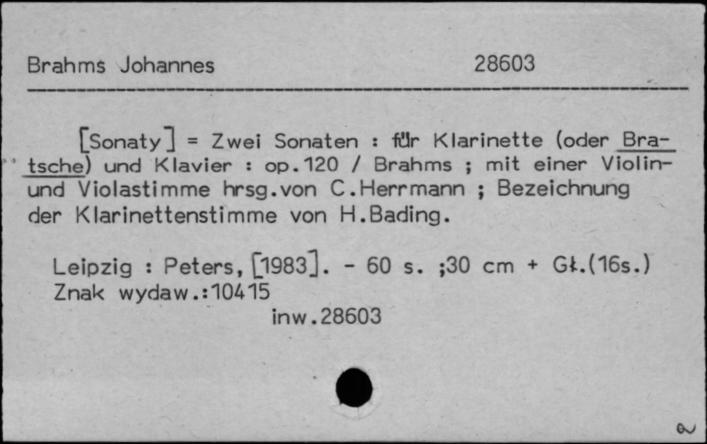 Brahms Johannes 28603
[Sonaty] = Zwei Sonaten : für Klarinette (oder Bra-
tsche) und Klavier : op.120 / Brahms ; mit einer Violin-
und Violastimme hrsg.von C.Herrmann ; Bezeichnung
der Klarinettenstimme von H.Bading.
Leipzig : Peters, [1983]. - 60 s. ;30 cm + Gł.(16s.)
Znak wydaw.:10415
inw.28603